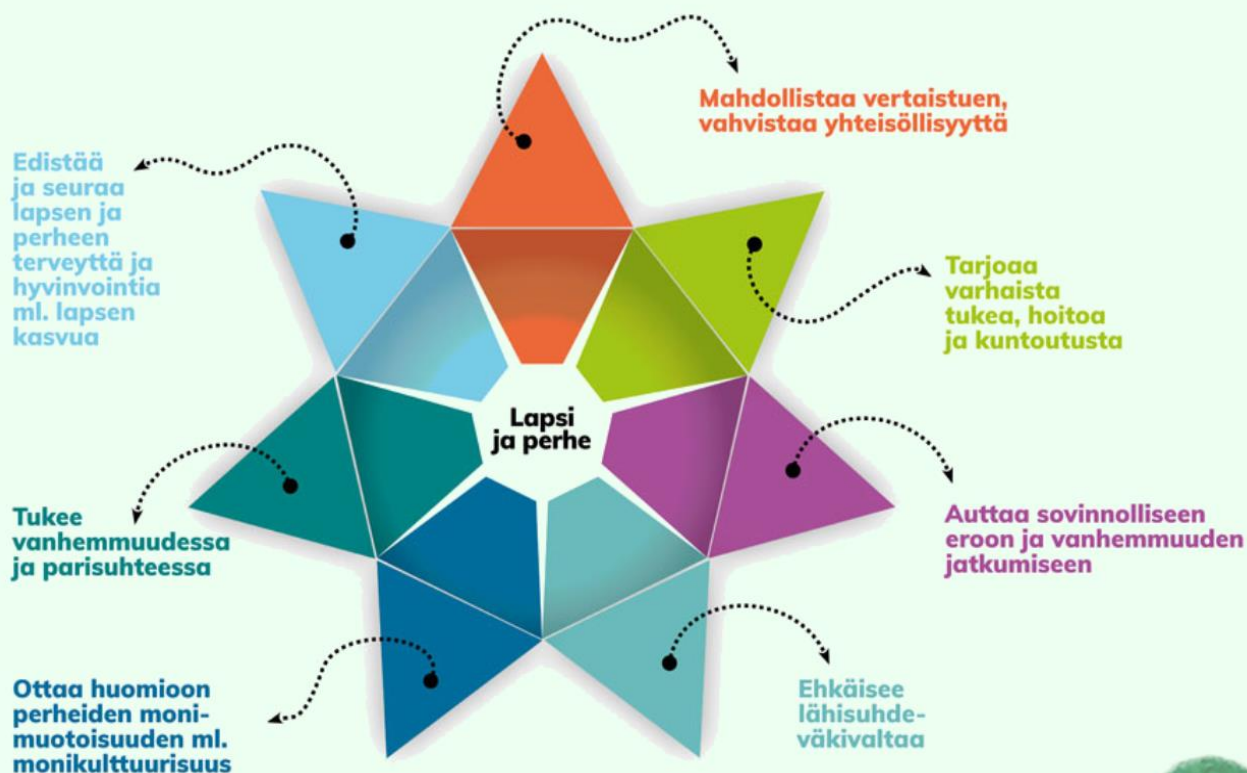 Mahdollistaa vertaistuen,
vahvistaa yhteisöllisyyttä
Edistää
ja seuraa
lapsen ja
perheen
terveyttä ja
hyvinvointia
ml. lapsen
kasvua
Tarjoaa
varhaista
tukea, hoitoa
ja kuntoutusta
Lapsi
ja perhe
Tukee
vanhemmuudessa
ja parisuhteessa
Auttaa sovinnolliseen
eroon ja vanhemmuuden
jatkumiseen
Ottaa huomioon
perheiden moni-
muotoisuuden ml.
monikulttuurisuus
Ehkäisee
lähisuhde-
väkivaltaa